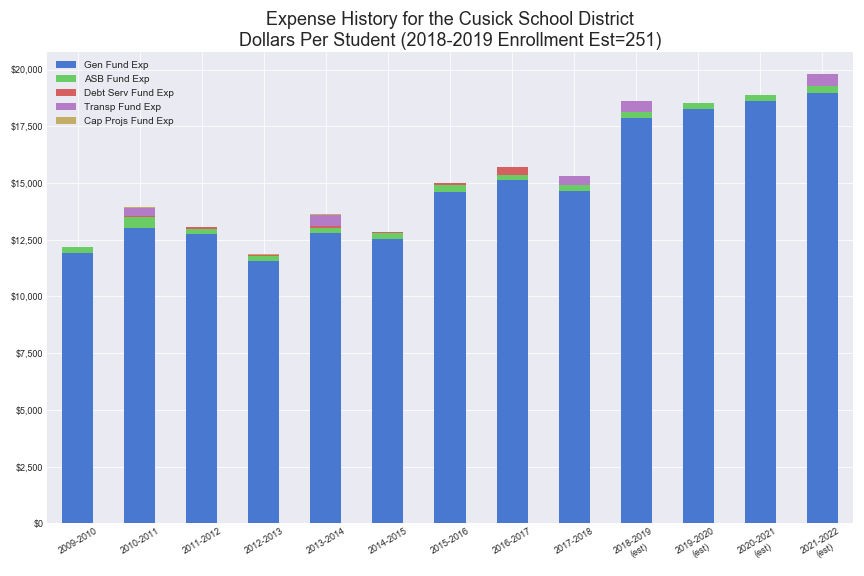 Expense History for the Cusick School District
Dollars Per Student (2018-2019 Enrollment Est=251)
Gen Fund Exp
ASB Fund Exp
Debt Serv Fund Exp
Transp Fund Exp
Cap Projs Fund Exp
$20,000
$17,500
$15,000
$12,500
$10,000
$7,500
$5,000
$2,500
$0
2009-2010
2010-2011
2011-2012
2012-2013
2013-2014
2014-2015
2015-2016
2016-2017
2017-2018
2018-2019
(est)
2019-2020
(est)
2020-2021
(est)
2021-2022
(est)